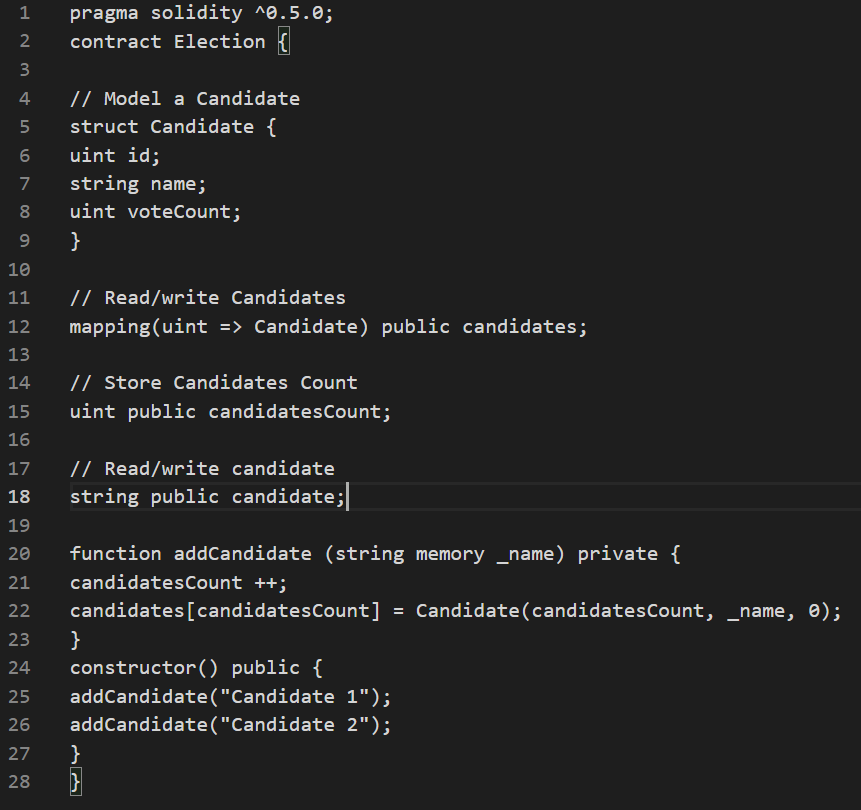 1 pragma solidity ^0.5.0;
2 contract Election {
3
4 // Model a Candidate
5 struct Candidate {
6 uint id;
7 string name;
8 uint voteCount;
9 }
10
11 // Read/write Candidates
12 mapping(uint => Candidate) public candidates;
13
14 // Store Candidates Count
15 uint public candidatesCount;
16
17 // Read/write candidate
18 string public candidate;
19
20 function addCandidate (string memory _name) private {
21 candidatesCount ++;
22 candidates[candidatesCount] = Candidate(candidatesCount, _name, 0);
23 }
24 constructor() public {
25 addCandidate("Candidate 1");
26 addCandidate("Candidate 2");
27 }
28 }